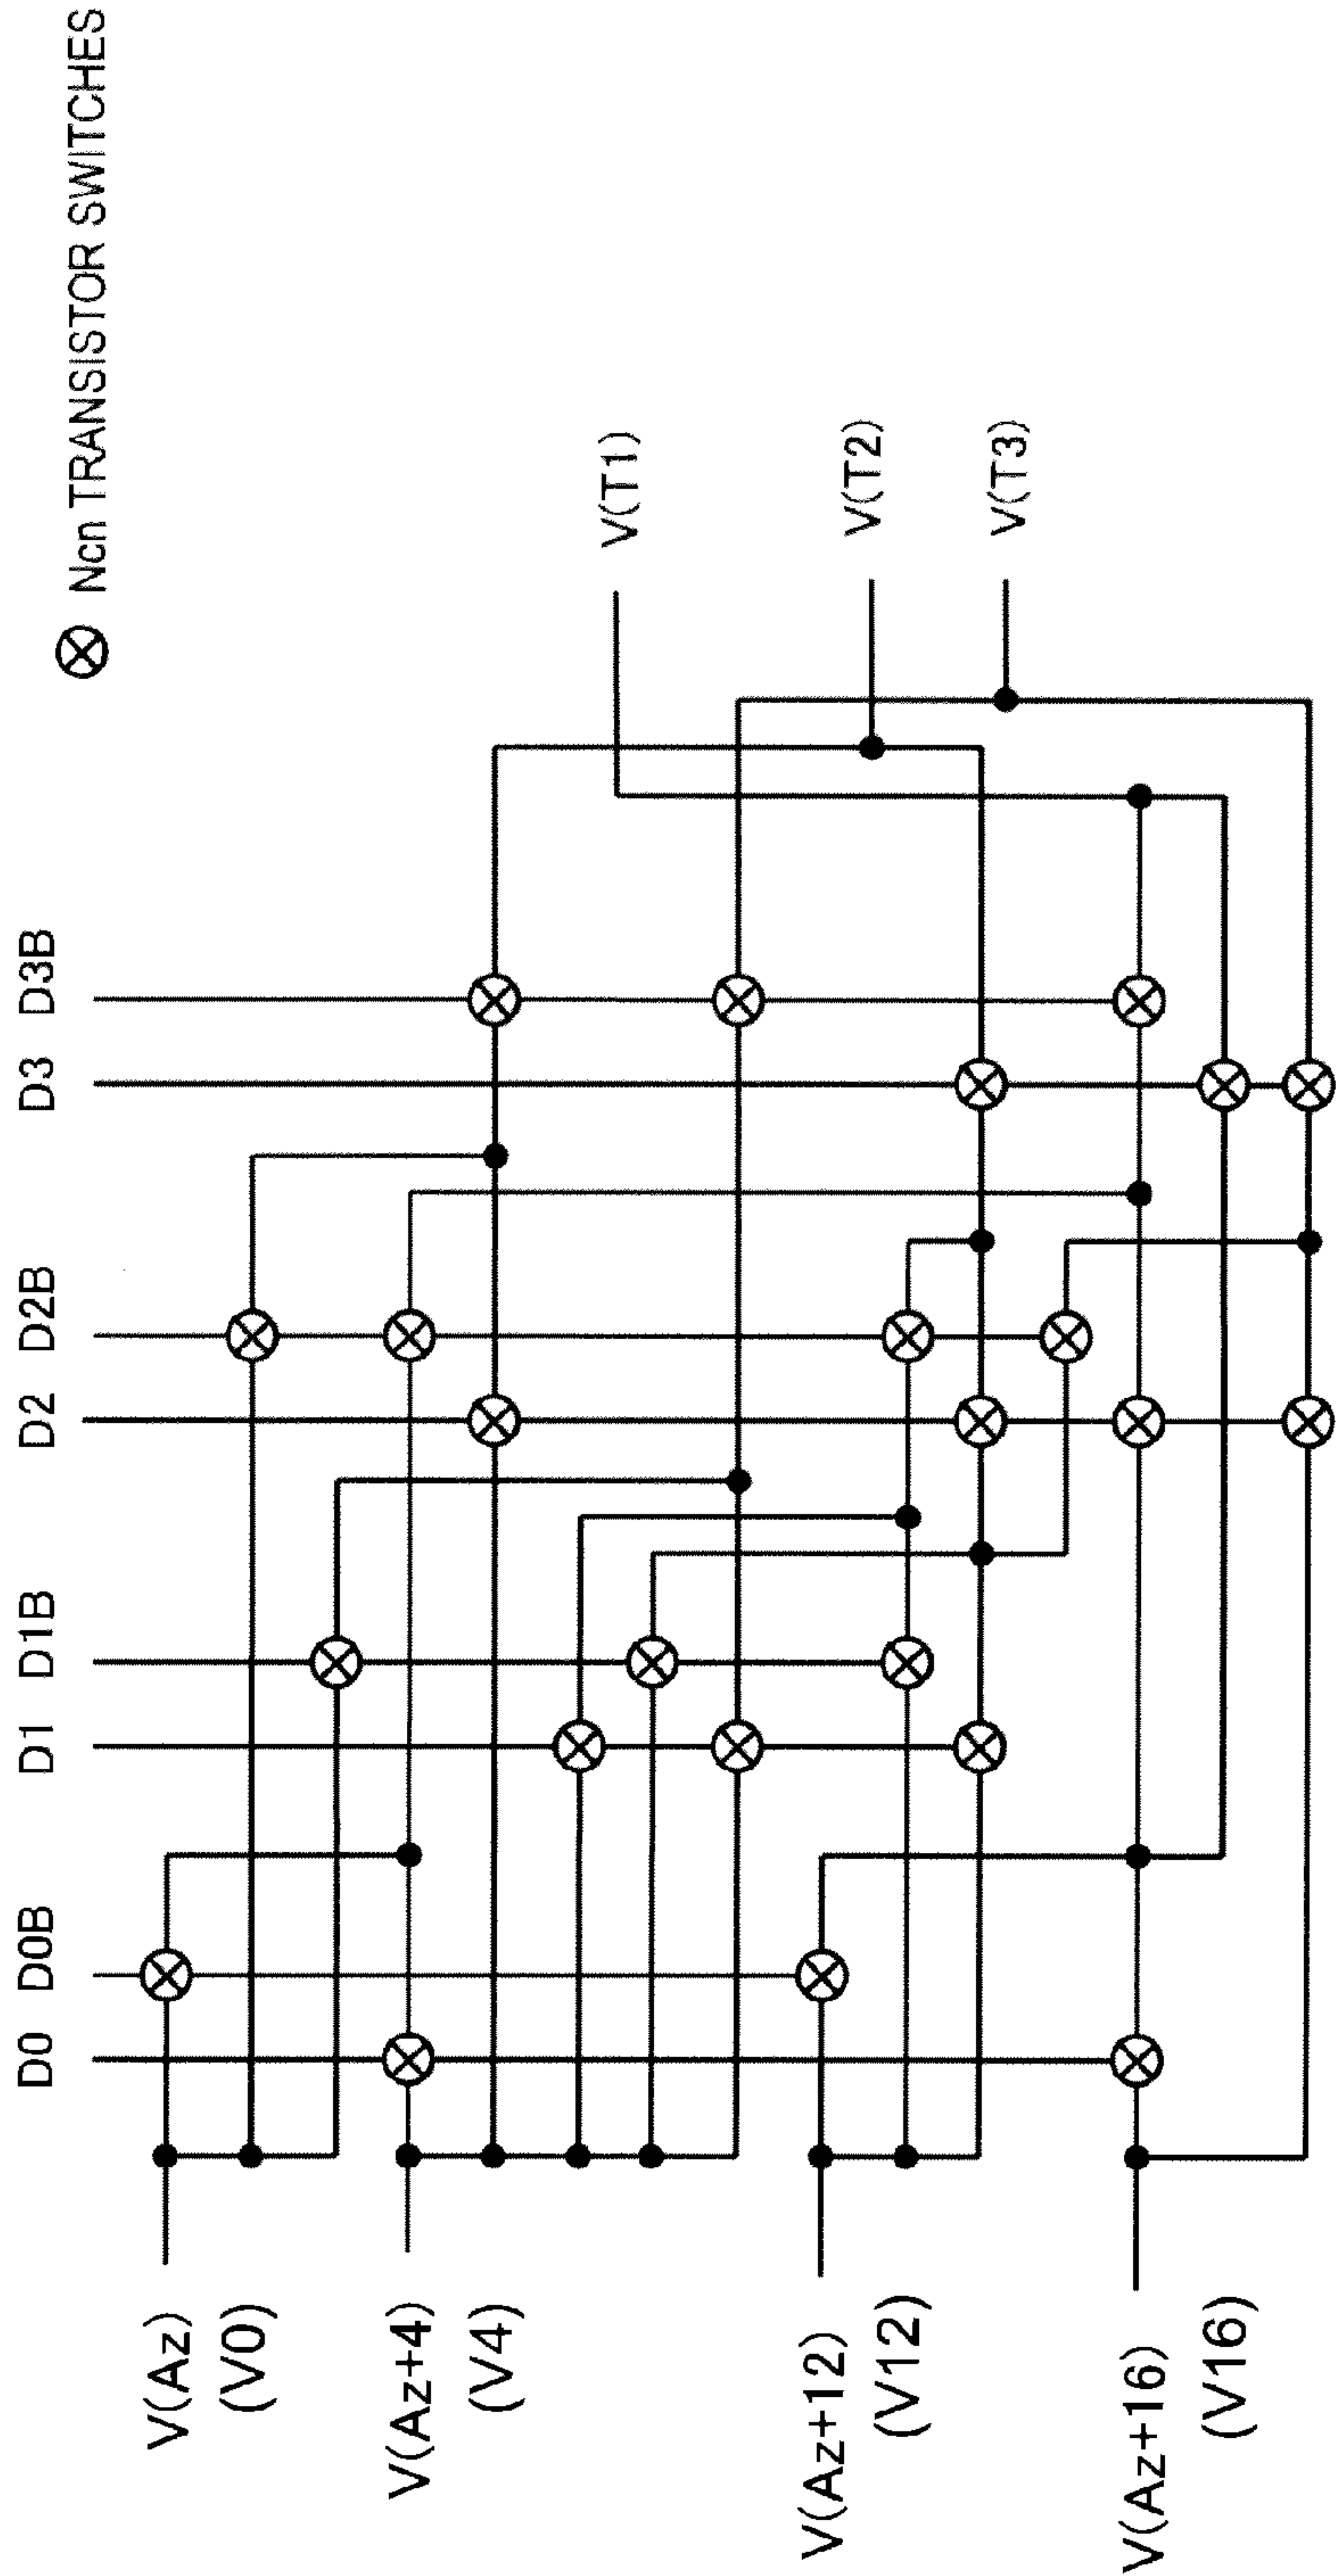 ⊗ Ncn TRANSISTOR SWITCHES
D0 D0B D1 D1B D2 D2B D3 D3B
V(Az)
(V0)
V(Az+4)
(V4)
V(Az+12)
(V12)
V(Az+16)
(V16)
V(T1)
V(T2)
V(T3)